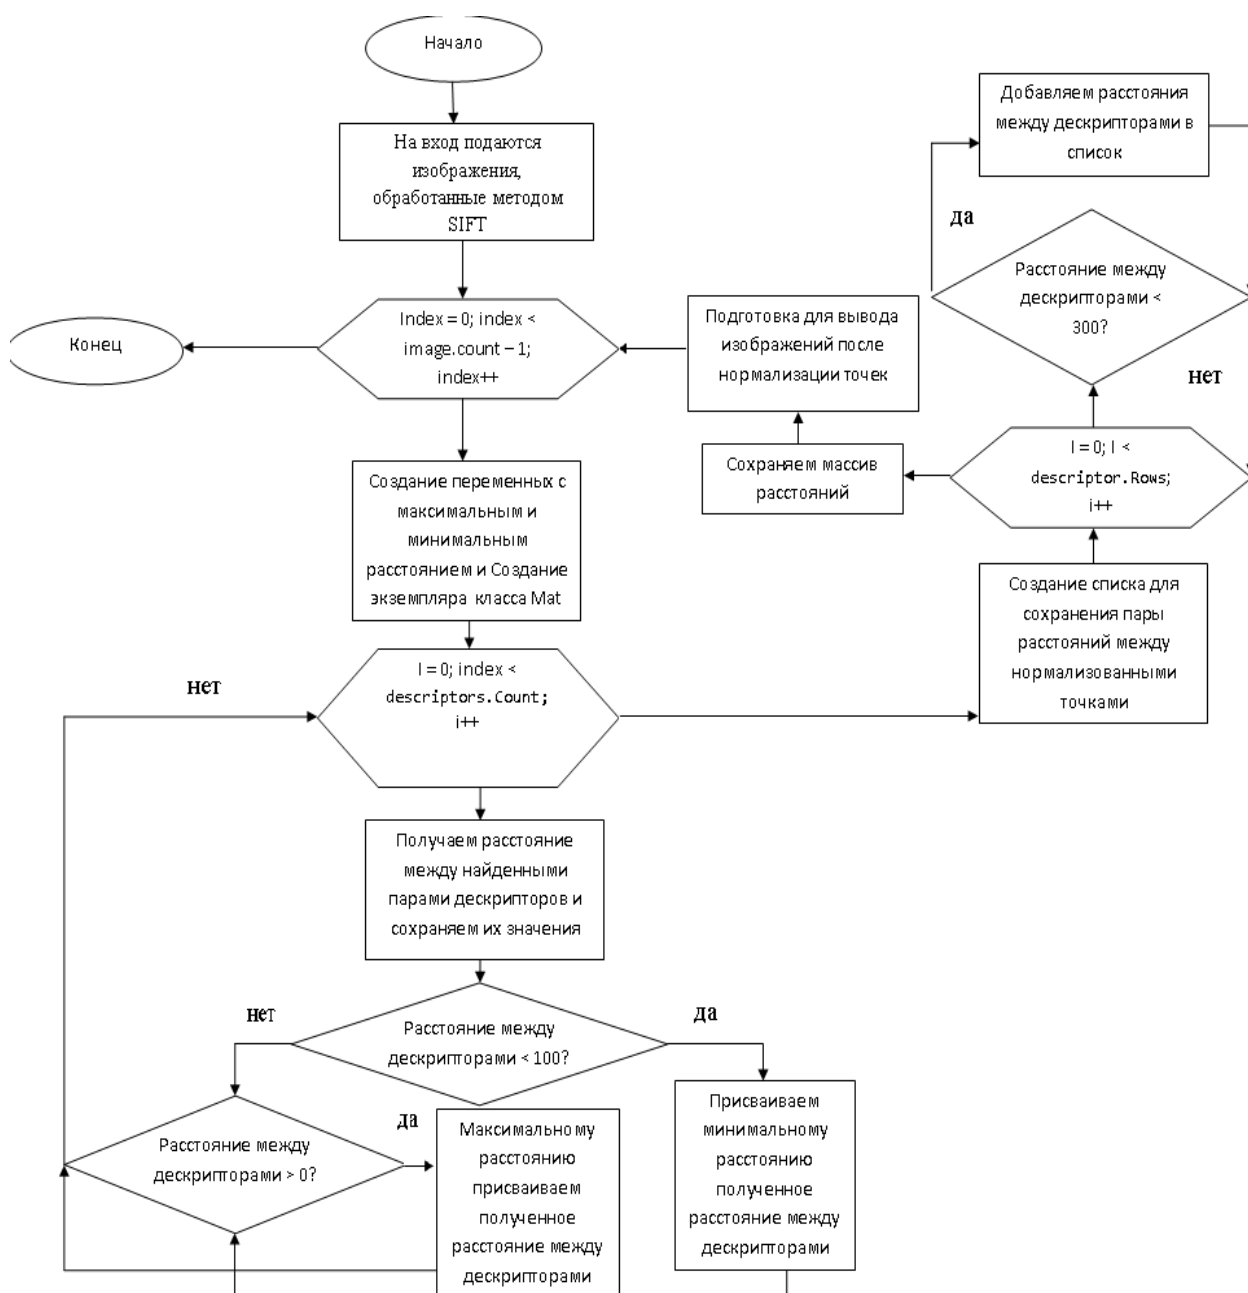 Начало
На вход подаются
изображения,
обработанные методом
SIFT
Index = 0; index <
image.count – 1;
index++
Конец
Создание переменных с
максимальным и
минимальным
расстоянием и Создание
экземпляра класса Mat
I = 0; index <
descriptors.Count;
i++
нет
Получаем расстояние
между найденными
парами дескрипторов и
сохраняем их значения
Расстояние между
дескрипторами < 100?
нет
да
Расстояние между
дескрипторами > 0?
да
Максимальному
расстоянию
присваиваем
полученное
расстояние между
дескрипторами
Присваиваем
минимальному
расстоянию
полученное
расстояние между
дескрипторами
Создание списка для
сохранения пары
расстояний между
нормализованными
точками
I = 0; I <
descriptor.Rows;
i++
Расстояние между
дескрипторами <
300?
да
нет
Добавляем расстояния
между дескрипторами в
список
Сохраняем массив
расстояний
Подготовка для вывода
изображений после
нормализации точек